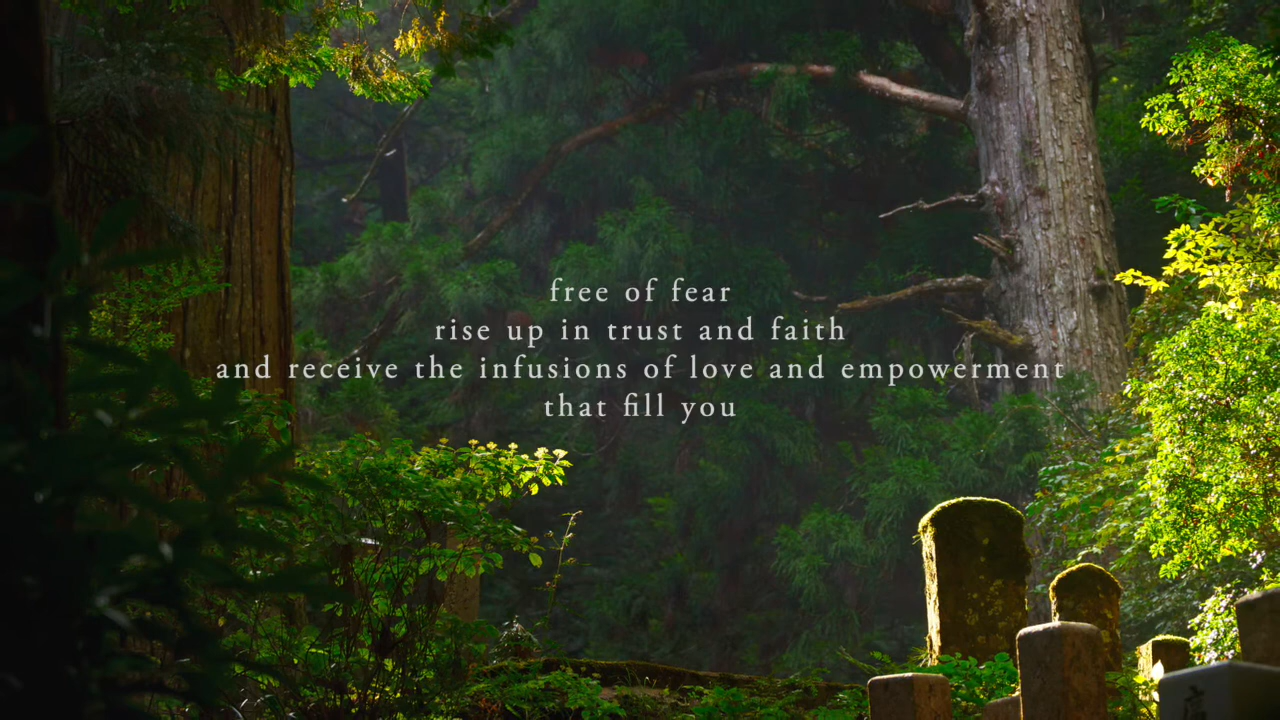 free of fear
rise up in trust and faith
and receive the infusions of love and empowerment
that fill you